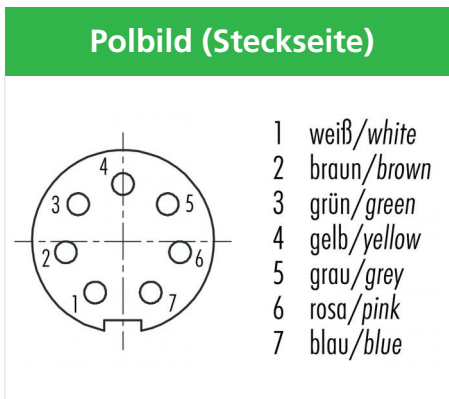 Polbild (Steckseite)
4
3
5
2
6
1
7
1 weiß/white
2 braun/brown
3 grün/green
4 gelb/yellow
5 grau/grey
6 rosa/pink
7 blau/blue